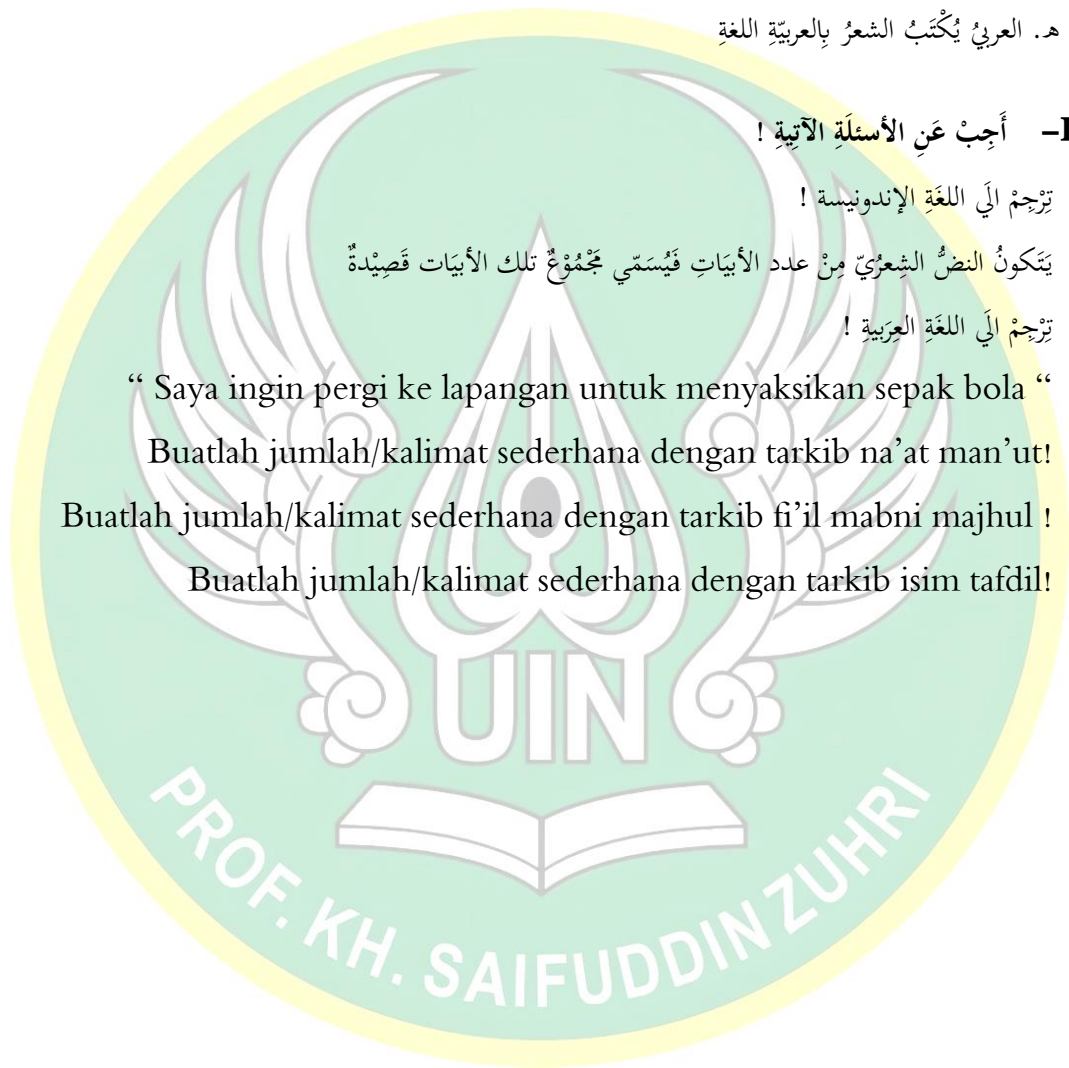 هـ. العربيُ يُكْتَبُ الشعرُ بِالعربيّةِ اللغةِ
I– أَجِبْ عَنِ الأسئلَةِ الآتِيةِ !
تِرْجِمْ الَي اللغَةِ الإندونيسة !
يَتَكونُ النضُّ الشِعرُيّ مِنْ عدد الأبيَاتِ فَيُسَمّي مَجْمُوْعٌ تلك الأبيَات قَصِيْدةٌ
تِرْجِمْ الَي اللغَةِ العِرَبيةِ !
“ Saya ingin pergi ke lapangan untuk menyaksikan sepak bola “
Buatlah jumlah/kalimat sederhana dengan tarkib na’at man’ut!
Buatlah jumlah/kalimat sederhana dengan tarkib fi’il mabni majhul !
Buatlah jumlah/kalimat sederhana dengan tarkib isim tafdil!
UIN
PROF. KH. SAIFUDDIN ZUHRI